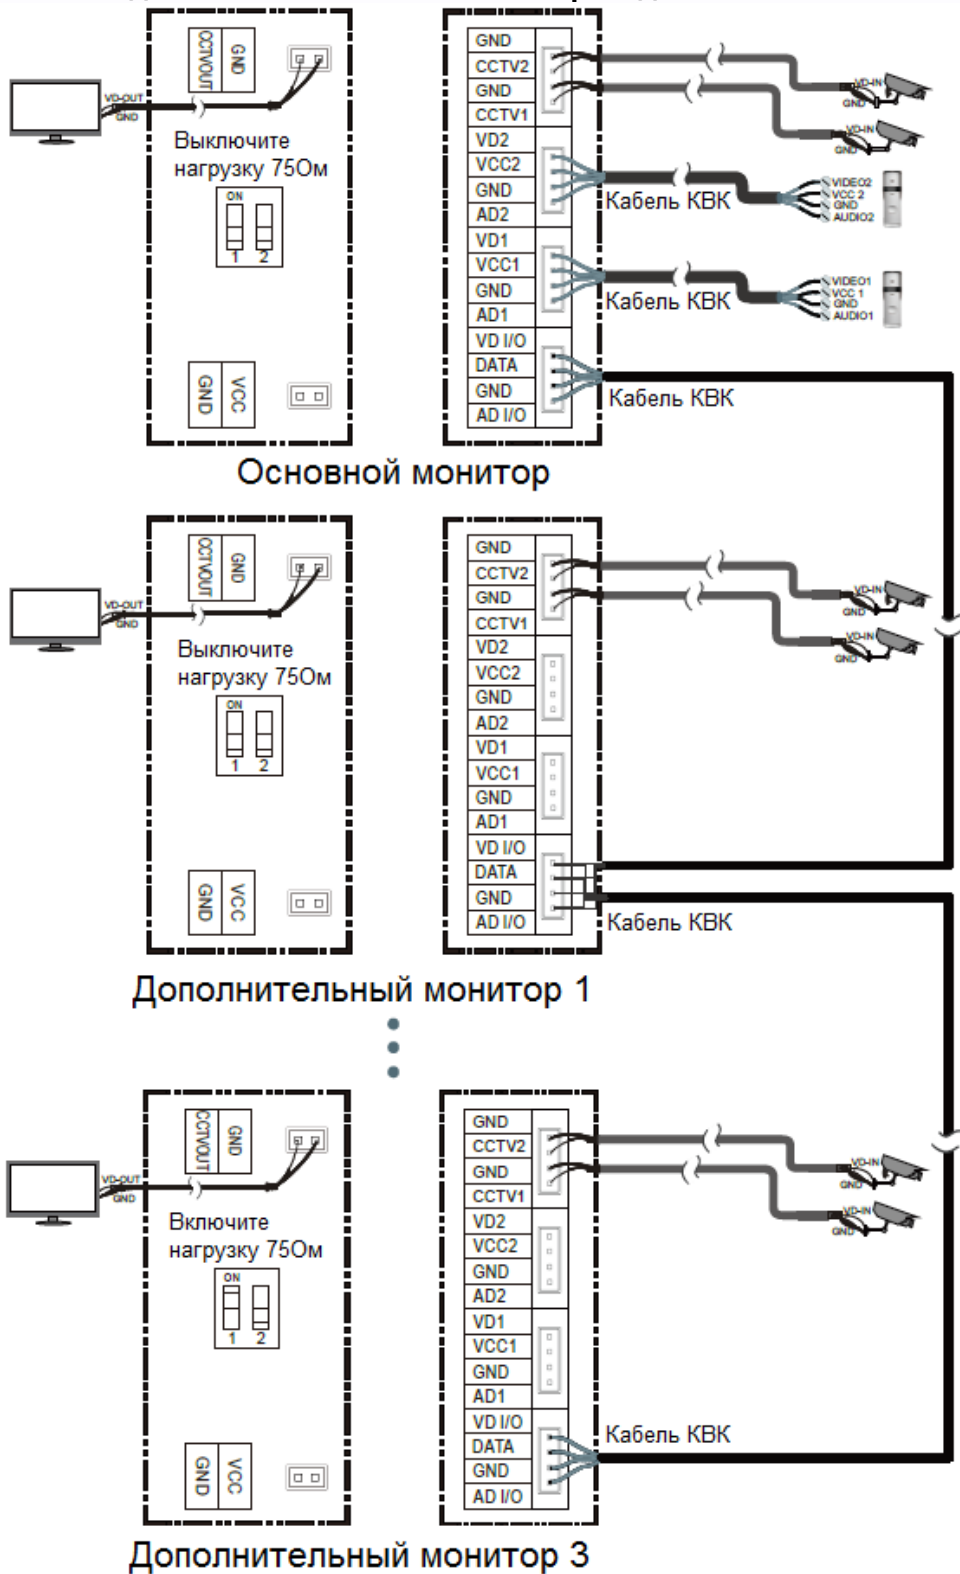 CCTVOUT
GND
VD-OUT
GND
Выключите
нагрузку 75Ом
ON
1 2
GND
VCC
GND
CCTV2
GND
CCTV1
VD2
VCC2
GND
AD2
VD1
VCC1
GND
AD1
VD I/O
DATA
GND
AD I/O
VD-IN
GND
VD-IN
GND
Кабель КВК
VIDEO2
VCC 2
GND
AUDIO2
Кабель КВК
VIDEO1
VCC 1
GND
AUDIO1
Кабель КВК
Основной монитор
CCTVOUT
GND
VD-OUT
GND
Выключите
нагрузку 75Ом
ON
1 2
GND
VCC
GND
CCTV2
GND
CCTV1
VD2
VCC2
GND
AD2
VD1
VCC1
GND
AD1
VD I/O
DATA
GND
AD I/O
VD-IN
GND
VD-IN
GND
Кабель КВК
Дополнительный монитор 1
CCTVOUT
GND
VD-OUT
GND
Включите
нагрузку 75Ом
ON
1 2
GND
VCC
GND
CCTV2
GND
CCTV1
VD2
VCC2
GND
AD2
VD1
VCC1
GND
AD1
VD I/O
DATA
GND
AD I/O
VD-IN
GND
VD-IN
GND
Кабель КВК
Дополнительный монитор 3